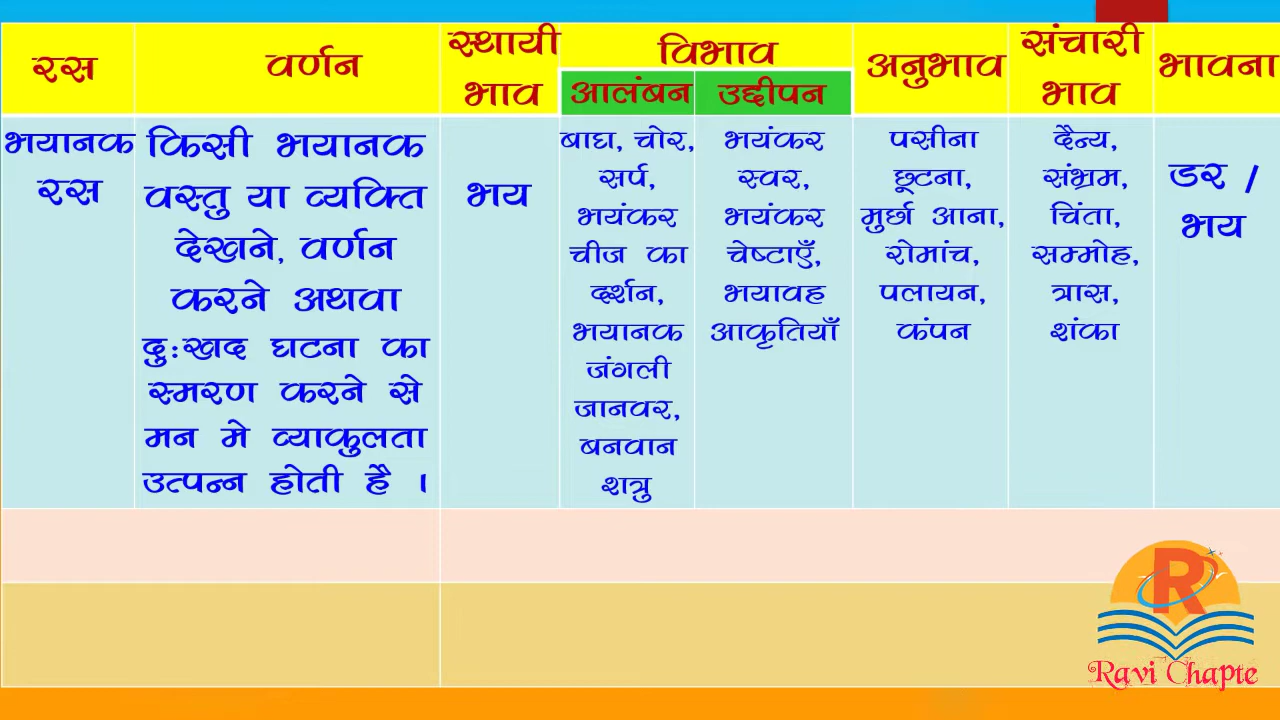 रस
वर्णन
स्थायी
भाव
विभाव
आलंबन
उद्दीपन
अनुभाव
संचारी
भाव
भावना
भयानक
रस
किसी भयानक
वस्तु या व्यक्ति
देखने, वर्णन
करने अथवा
दुःखद घटना का
स्मरण करने से
मन मे व्याकुलता
उत्पन्न होती है ।
भय
बाघ, चोर,
सर्प,
भयंकर
चीज का
दर्शन,
भयानक
जंगली
जानवर,
बनवान
शत्रु
भयंकर
स्वर,
भयंकर
चेष्टाएँ,
भयावह
आकृतियाँ
पसीना
छूटना,
मुर्छा आना,
रोमांच,
पलायन,
कंपन
दैन्य,
संभ्रम,
चिंता,
सम्मोह,
त्रास,
शंका
डर /
भय
R
Ravi Chapte